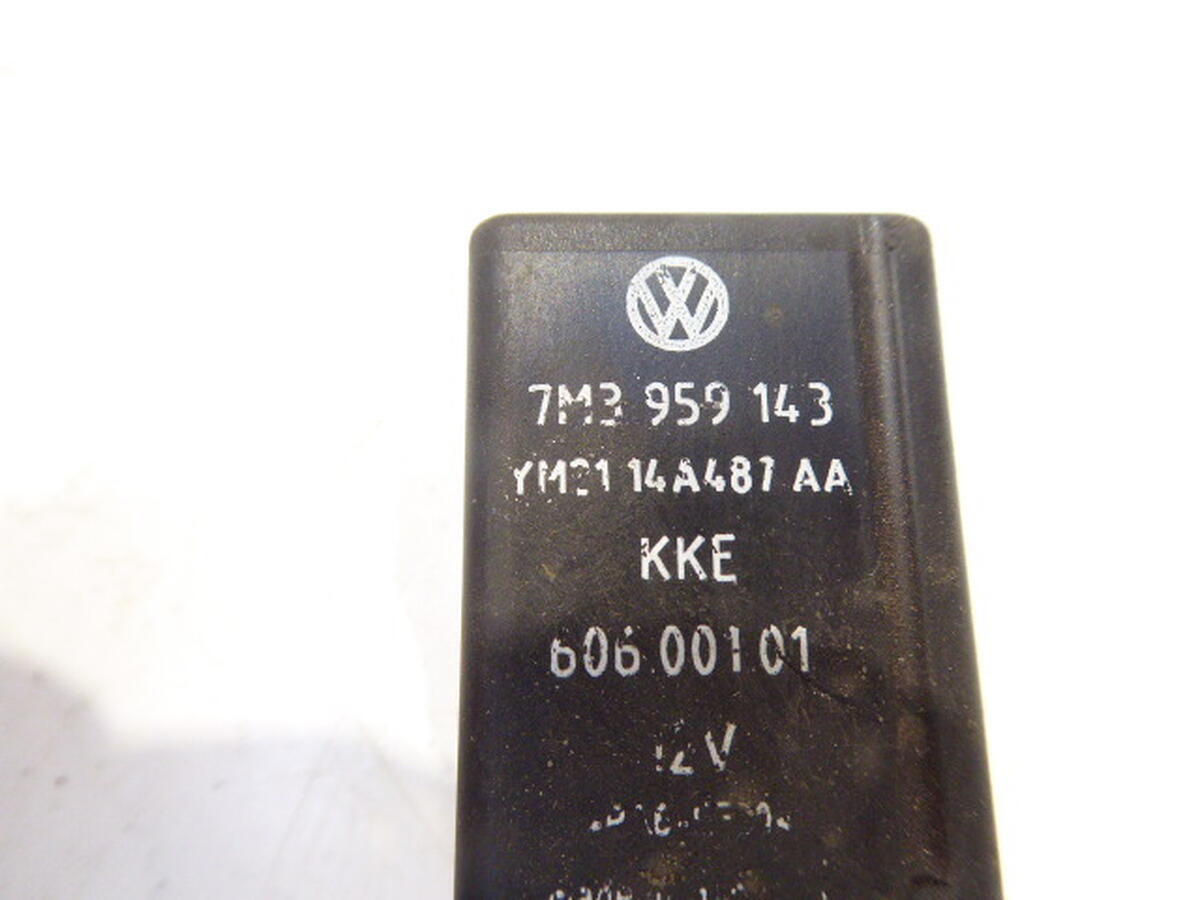 7M3 959 143
YM21 14A487 AA
KKE
606 001 01
12V